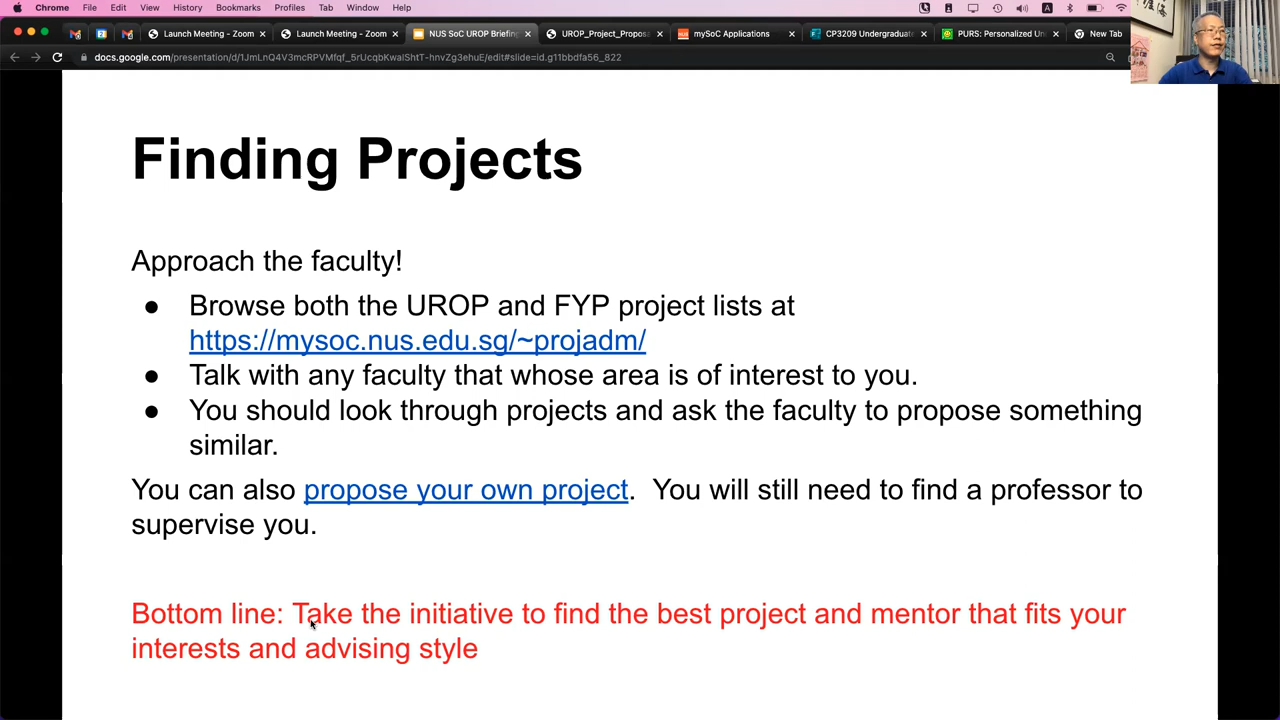 Chrome File Edit View History Bookmarks Profiles Tab Window Help
Launch Meeting - Zoom Launch Meeting - Zoom NUS SoC UROP Briefing UROP_Project_Propos mySoC Applications CP3209 Undergraduat PURS: Personalized Un New Tab
docs.google.com/presentation/d/1JmLnQ4V3mcRPVMfqf_5rUcqbKwaIShtT-hnvZg3ehuE/edit#slide=id.g11bbdfa56_822
Finding Projects
Approach the faculty!
● Browse both the UROP and FYP project lists at
https://mysoc.nus.edu.sg/~projadm/
● Talk with any faculty that whose area is of interest to you.
● You should look through projects and ask the faculty to propose something
similar.
You can also propose your own project. You will still need to find a professor to
supervise you.
Bottom line: Take the initiative to find the best project and mentor that fits your
interests and advising style